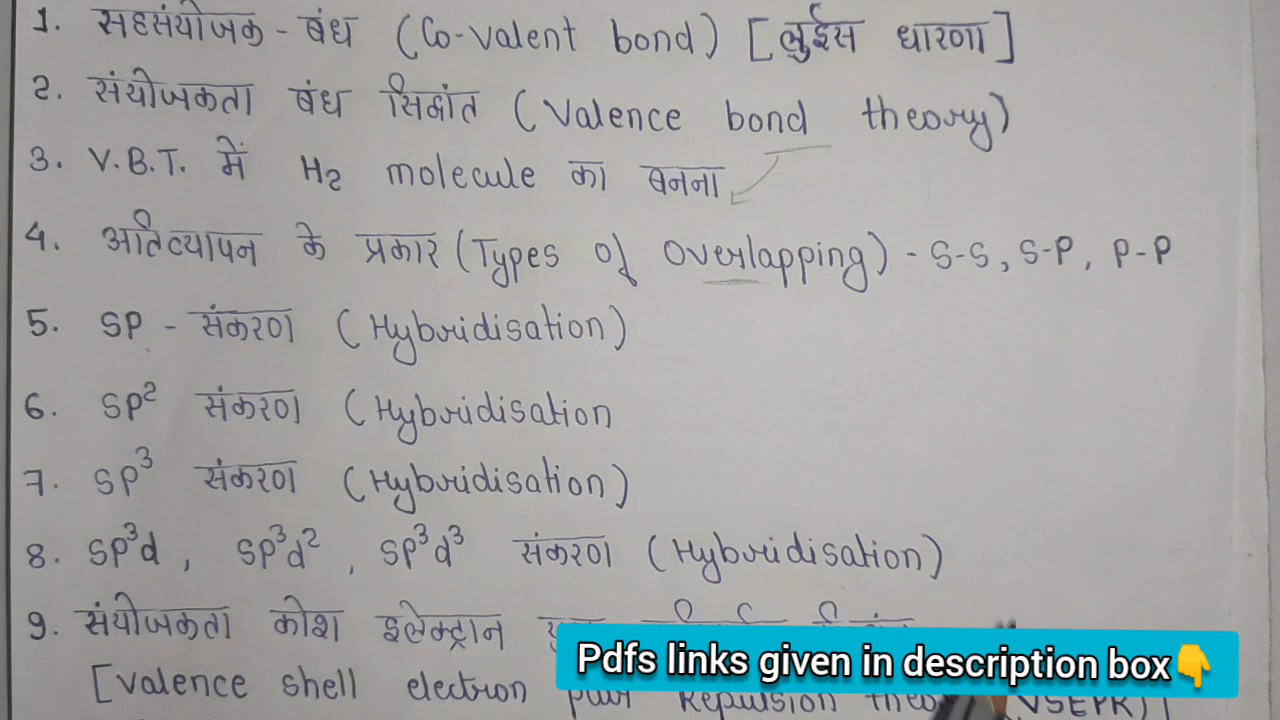 1. सहसंयोजक - बंध (Co-valent bond) [लुईस धारणा]
2. संयोजकता बंध सिद्धांत (Valence bond theory)
3. V.B.T. में H2 molecule का बनना
4. अतिव्यापन के प्रकार (Types of Overlapping) - S-S, S-P, P-P
5. SP - संकरण (Hybridisation)
6. SP² संकरण (Hybridisation
7. SP³ संकरण (Hybridisation)
8. SP³d, SP³d², SP³d³ संकरण (Hybridisation)
9. संयोजकता कोश इलेक्ट्रान
Pdfs links given in description box👇
[Valence shell electron pair Repulsion (VSEPR)]